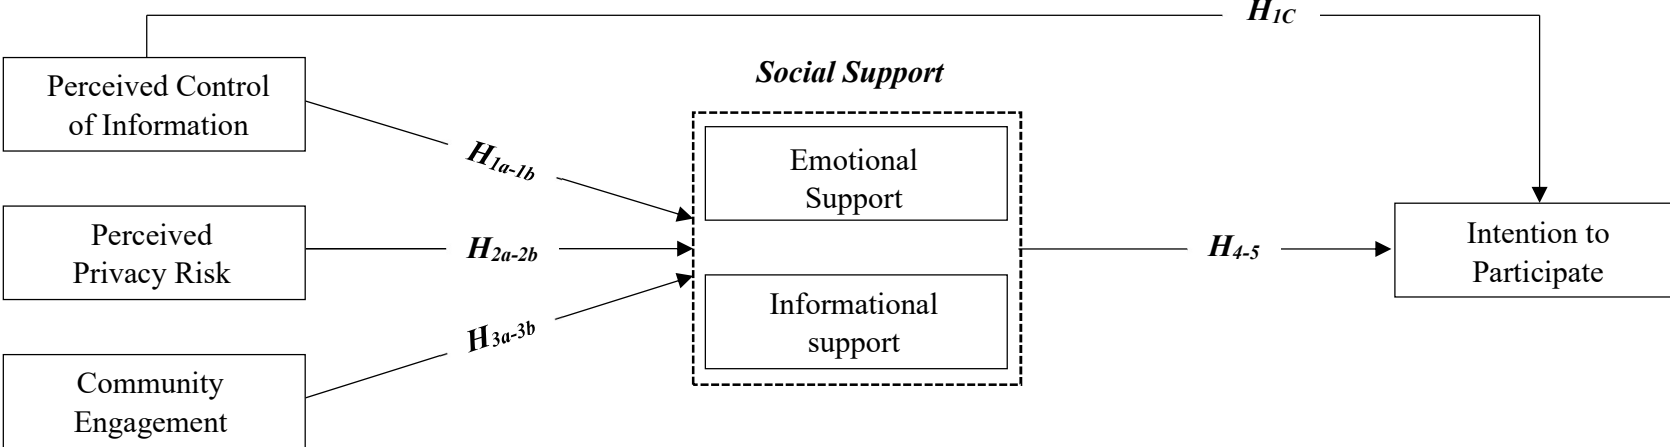 H1C
Social Support
Perceived Control
of Information
H1a-1b
Emotional
Support
Perceived
Privacy Risk
H2a-2b
H4-5
Intention to
Participate
Informational
support
H3a-3b
Community
Engagement